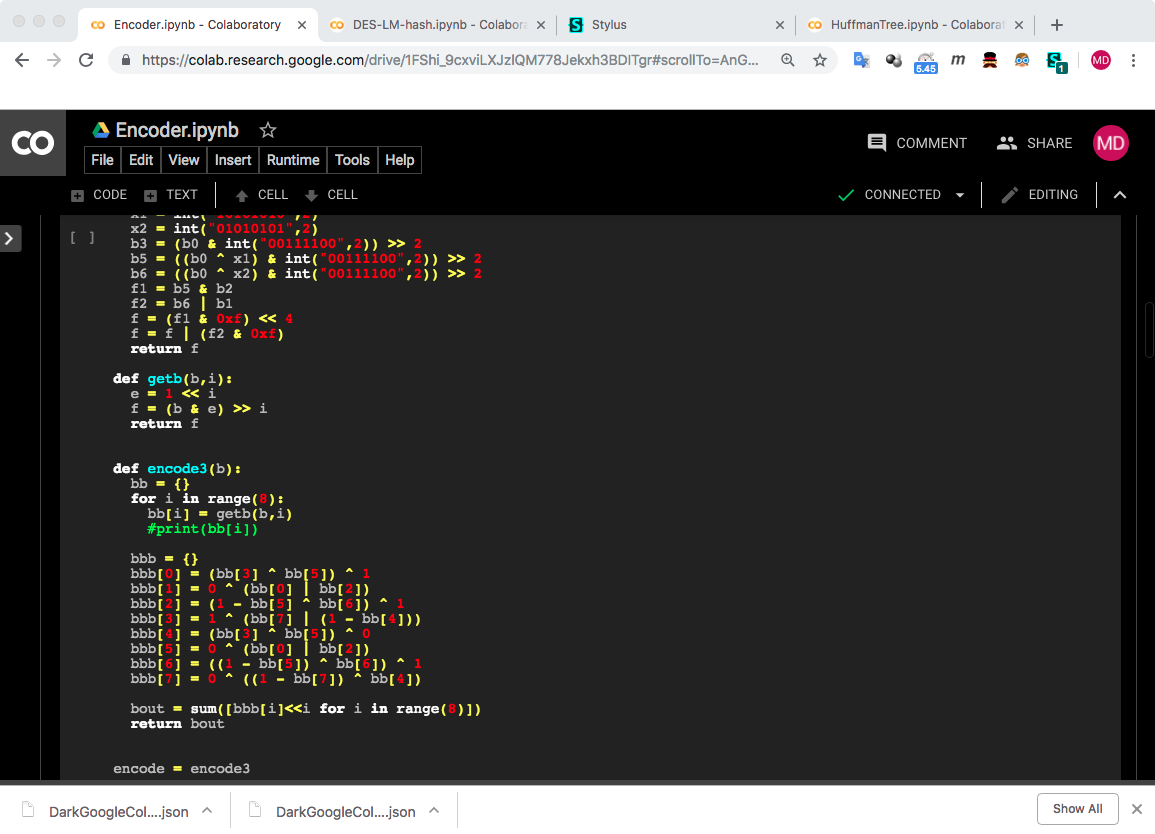 Encoder.ipynb - Colaboratory
DES-LM-hash.ipynb - Colabora
Stylus
HuffmanTree.ipynb - Colaborat
https://colab.research.google.com/drive/1FShi_9cxviLXJzlQM778Jekxh3BDITgr#scrollTo=AnG...
5.45
m
1
MD
CO
Encoder.ipynb
COMMENT
SHARE
MD
File Edit View Insert Runtime Tools Help
CODE TEXT CELL CELL
CONNECTED EDITING
[ ]
x1 = int("10101010",2)
x2 = int("01010101",2)
b3 = (b0 & int("00111100",2)) >> 2
b5 = ((b0 ^ x1) & int("00111100",2)) >> 2
b6 = ((b0 ^ x2) & int("00111100",2)) >> 2
f1 = b5 & b2
f2 = b6 | b1
f = (f1 & 0xf) << 4
f = f | (f2 & 0xf)
return f
def getb(b,i):
e = 1 << i
f = (b & e) >> i
return f
def encode3(b):
bb = {}
for i in range(8):
bb[i] = getb(b,i)
#print(bb[i])
bbb = {}
bbb[0] = (bb[3] ^ bb[5]) ^ 1
bbb[1] = 0 ^ (bb[0] | bb[2])
bbb[2] = (1 - bb[5] ^ bb[6]) ^ 1
bbb[3] = 1 ^ (bb[7] | (1 - bb[4]))
bbb[4] = (bb[3] ^ bb[5]) ^ 0
bbb[5] = 0 ^ (bb[0] | bb[2])
bbb[6] = ((1 - bb[5]) ^ bb[6]) ^ 1
bbb[7] = 0 ^ ((1 - bb[7]) ^ bb[4])
bout = sum([bbb[i]<<i for i in range(8)])
return bout
encode = encode3
DarkGoogleCol....json
DarkGoogleCol....json
Show All